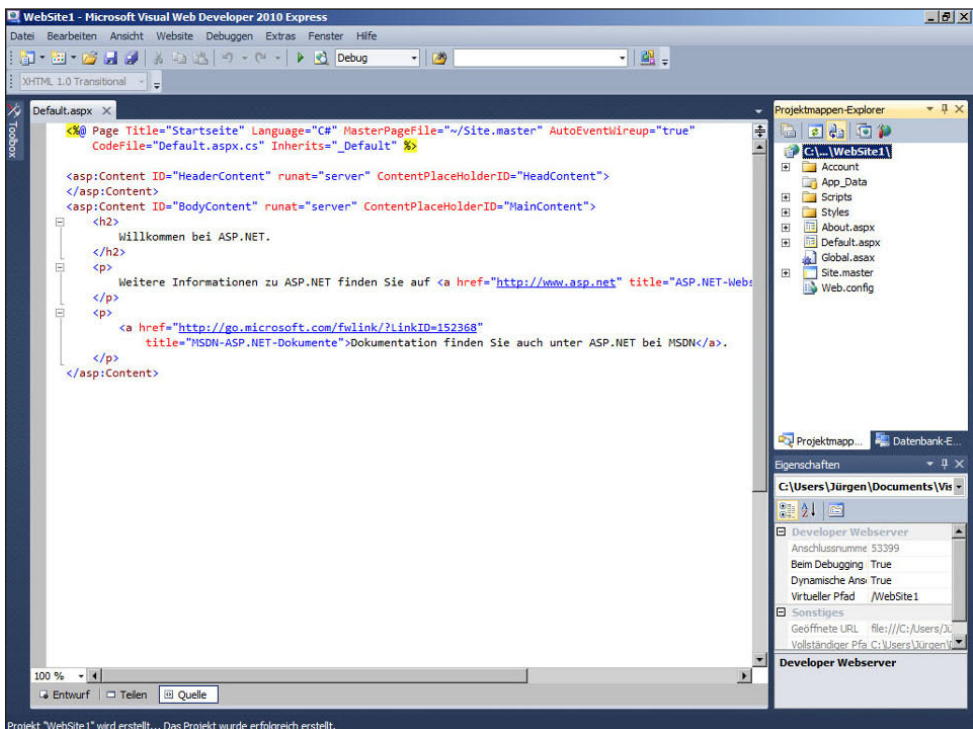 WebSite1 - Microsoft Visual Web Developer 2010 Express
Datei Bearbeiten Ansicht Website Debuggen Extras Fenster Hilfe
Debug
XHTML 1.0 Transitional
Toolbox
Default.aspx
<%@ Page Title="Startseite" Language="C#" MasterPageFile="~/Site.master" AutoEventWireup="true"
CodeFile="Default.aspx.cs" Inherits="_Default" %>
<asp:Content ID="HeaderContent" runat="server" ContentPlaceHolderID="HeadContent">
</asp:Content>
<asp:Content ID="BodyContent" runat="server" ContentPlaceHolderID="MainContent">
<h2>
Willkommen bei ASP.NET.
</h2>
<p>
Weitere Informationen zu ASP.NET finden Sie auf <a href="http://www.asp.net" title="ASP.NET-Webs
</p>
<p>
<a href="http://go.microsoft.com/fwlink/?LinkID=152368"
title="MSDN-ASP.NET-Dokumente">Dokumentation finden Sie auch unter ASP.NET bei MSDN</a>.
</p>
</asp:Content>
100 %
Entwurf Teilen Quelle
Projektmappen-Explorer
C:\...\WebSite1\
Account
App_Data
Scripts
Styles
About.aspx
Default.aspx
Global.asax
Site.master
Web.config
Projektmapp... Datenbank-E...
Eigenschaften
C:\Users\Jürgen\Documents\Vis
Developer Webserver
Anschlussnumme 53399
Beim Debugging True
Dynamische Ans True
Virtueller Pfad /WebSite1
Sonstiges
Geöffnete URL file:///C:/Users/Jü
Vollständiger Pfa C:\Users\Jürgen\
Developer Webserver
Projekt "WebSite1" wird erstellt... Das Projekt wurde erfolgreich erstellt.